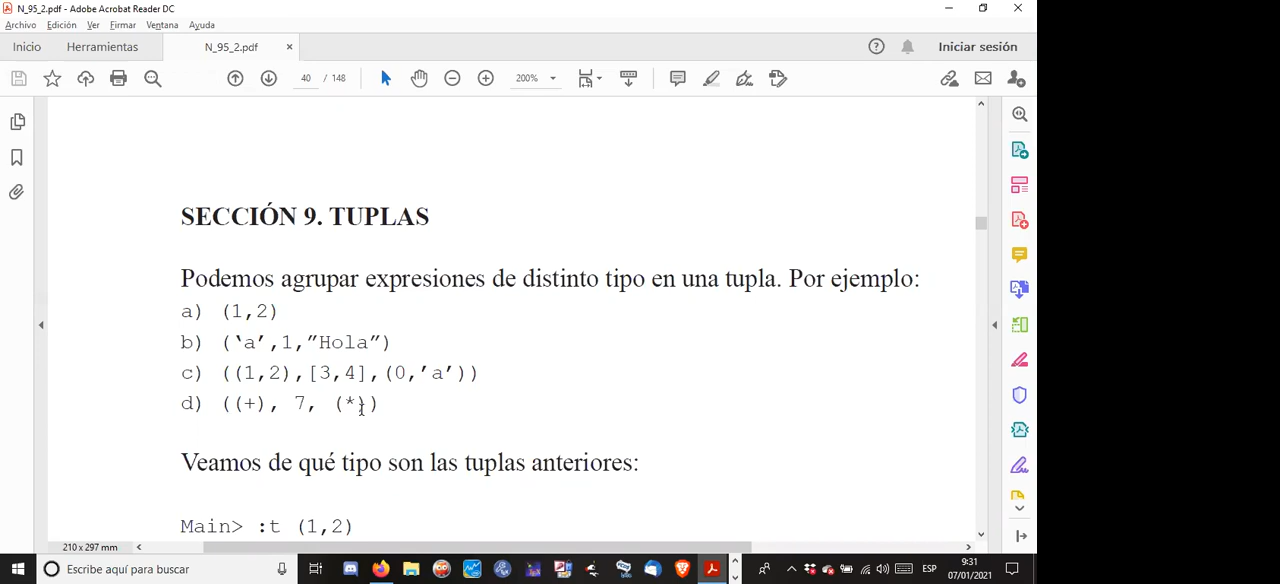 N_95_2.pdf - Adobe Acrobat Reader DC
Archivo Edición Ver Firmar Ventana Ayuda
Inicio Herramientas N_95_2.pdf × Iniciar sesión
40 / 148 200%
SECCIÓN 9. TUPLAS
Podemos agrupar expresiones de distinto tipo en una tupla. Por ejemplo:
a) (1,2)
b) (‘a’,1,”Hola”)
c) ((1,2),[3,4],(0,’a’))
d) ((+), 7, (*))
Veamos de qué tipo son las tuplas anteriores:
Main> :t (1,2)
210 x 297 mm
Escribe aquí para buscar
ESP
9:31
07/01/2021